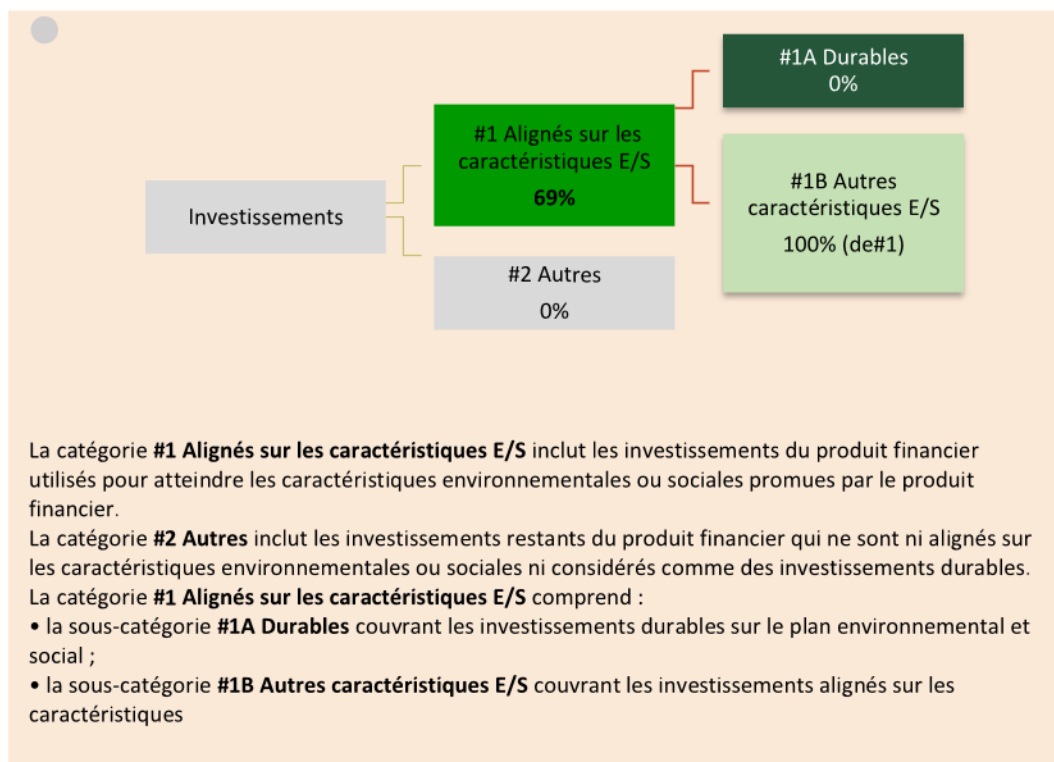 #1A Durables
0%
#1 Alignés sur les
caractéristiques E/S
69%
#1B Autres
caractéristiques E/S
100% (de#1)
Investissements
#2 Autres
0%
La catégorie #1 Alignés sur les caractéristiques E/S inclut les investissements du produit financier
utilisés pour atteindre les caractéristiques environnementales ou sociales promues par le produit
financier.
La catégorie #2 Autres inclut les investissements restants du produit financier qui ne sont ni alignés sur
les caractéristiques environnementales ou sociales ni considérés comme des investissements durables.
La catégorie #1 Alignés sur les caractéristiques E/S comprend :
• la sous-catégorie #1A Durables couvrant les investissements durables sur le plan environnemental et
social ;
• la sous-catégorie #1B Autres caractéristiques E/S couvrant les investissements alignés sur les
caractéristiques